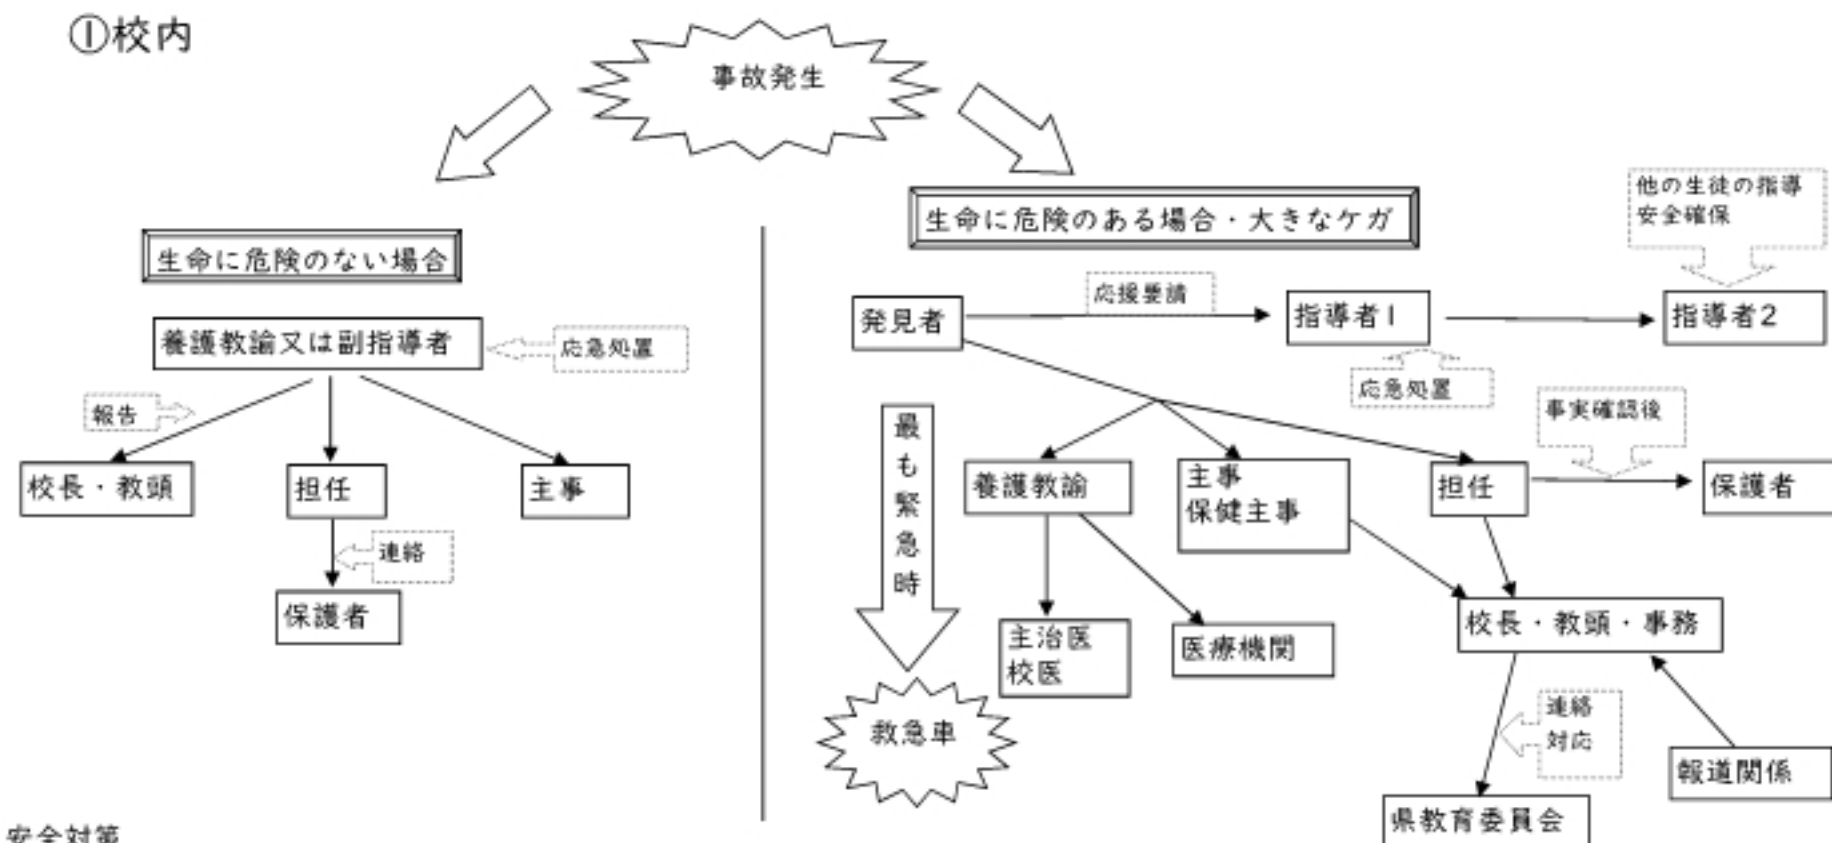 ①校内
事故発生
生命に危険のない場合
養護教諭又は副指導者
応急処置
報告
校長・教頭
担任
主事
連絡
保護者
生命に危険のある場合・大きなケガ
他の生徒の指導
安全確保
発見者
応援要請
指導者1
指導者2
応急処置
事実確認後
最も緊急時
養護教諭
主事
保健主事
担任
保護者
主治医
校医
医療機関
校長・教頭・事務
救急車
連絡
対応
報道関係
県教育委員会
安全対策